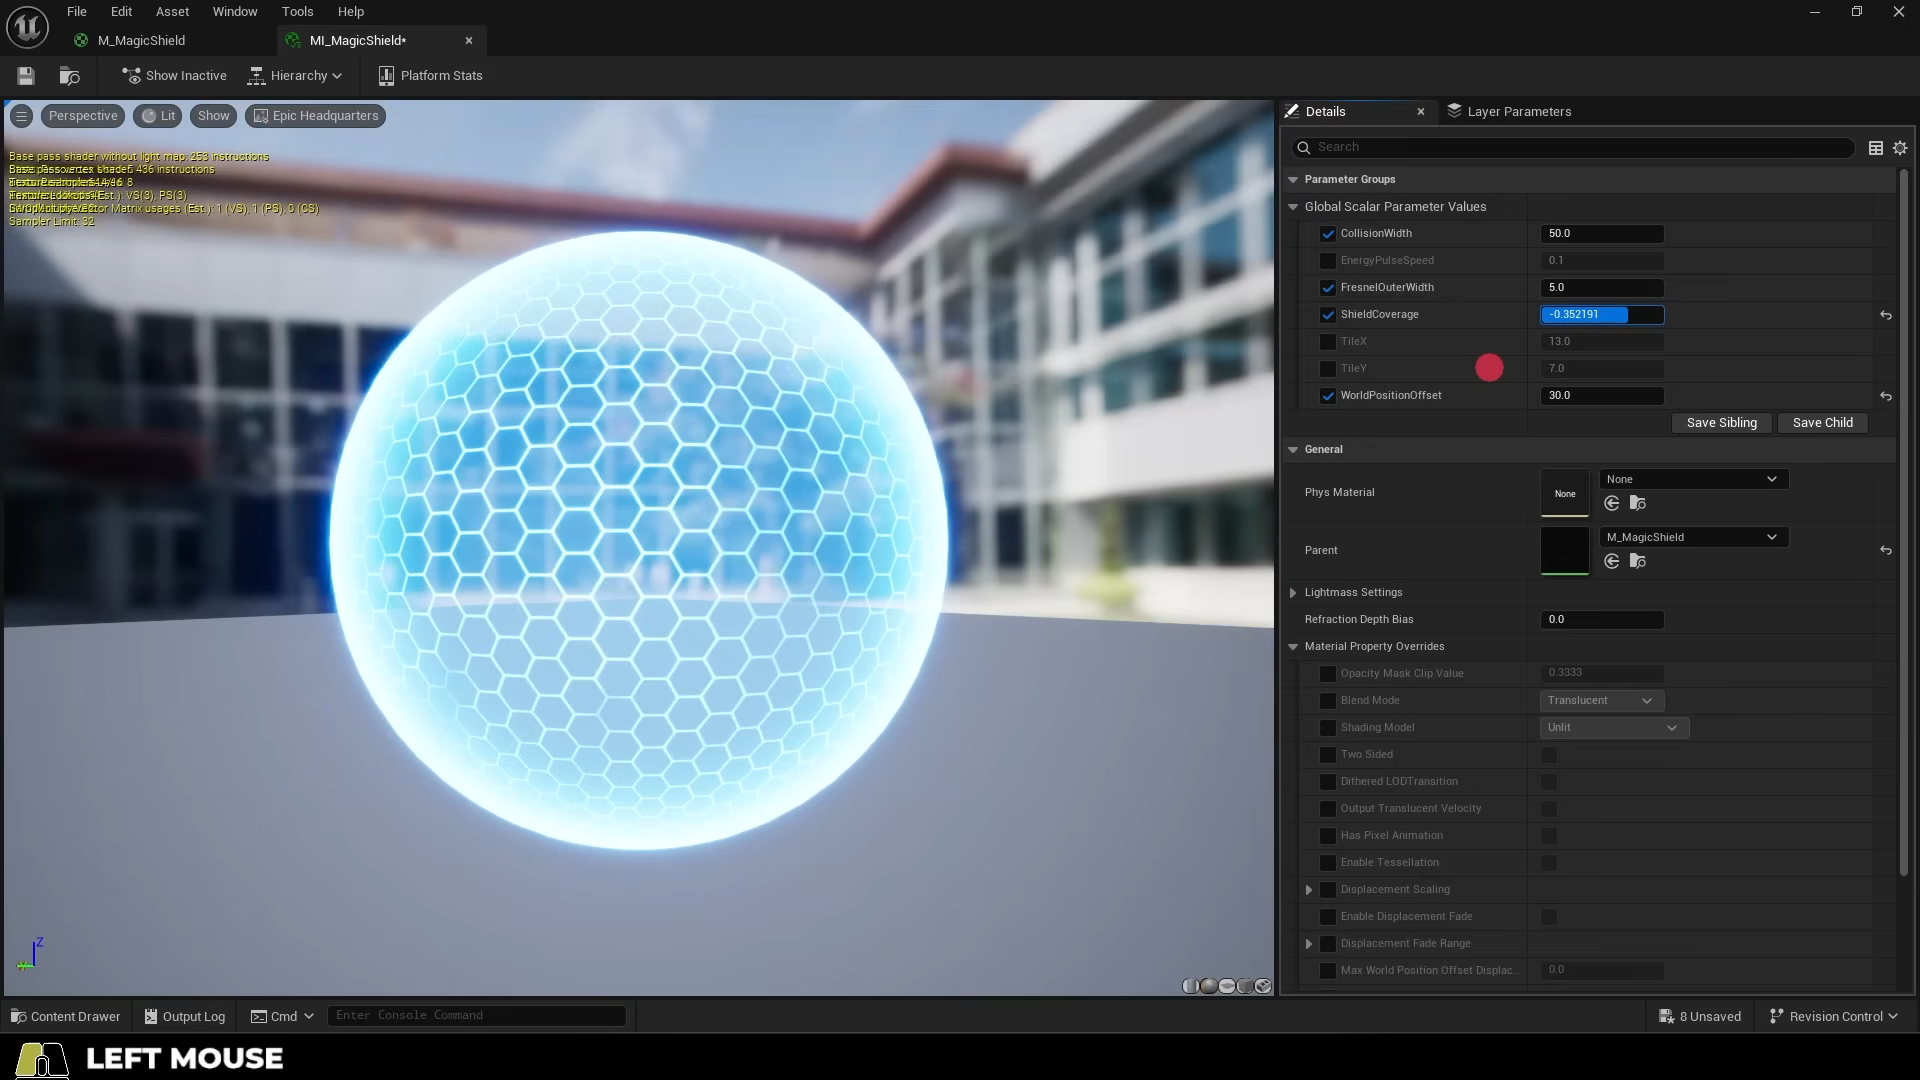 File Edit Asset Window Tools Help
M_MagicShield
MI_MagicShield*
Show Inactive
Hierarchy
Platform Stats
Perspective
Lit
Show
Epic Headquarters
Base pass shader without light map: 253 instructions
Sampler Limit: 32
Details
Layer Parameters
Search
Parameter Groups
Global Scalar Parameter Values
CollisionWidth 50.0
EnergyPulseSpeed 0.1
FresnelOuterWidth 5.0
ShieldCoverage -0.352191
TileX 13.0
TileY 7.0
WorldPositionOffset 30.0
Save Sibling Save Child
General
Phys Material None None
Parent M_MagicShield
Lightmass Settings
Refraction Depth Bias 0.0
Material Property Overrides
Opacity Mask Clip Value 0.3333
Blend Mode Translucent
Shading Model Unlit
Two Sided
Dithered LODTransition
Output Translucent Velocity
Has Pixel Animation
Enable Tessellation
Displacement Scaling
Enable Displacement Fade
Displacement Fade Range
Max World Position Offset Displac... 0.0
Z
Content Drawer
Output Log
Cmd
Enter Console Command
8 Unsaved
Revision Control
LEFT MOUSE